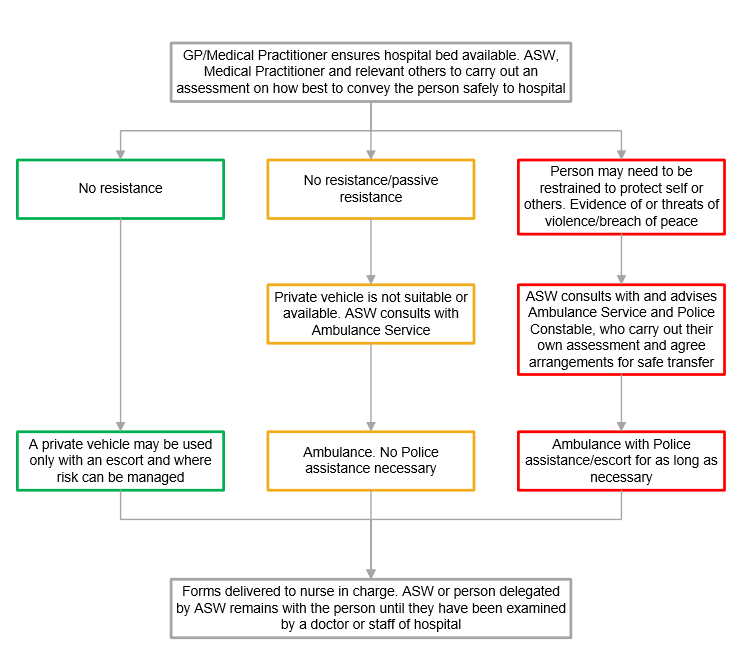 GP/Medical Practitioner ensures hospital bed available. ASW,
Medical Practitioner and relevant others to carry out an
assessment on how best to convey the person safely to hospital
No resistance
No resistance/passive
resistance
Person may need to be
restrained to protect self or
others. Evidence of or threats of
violence/breach of peace
Private vehicle is not suitable or
available. ASW consults with
Ambulance Service
ASW consults with and advises
Ambulance Service and Police
Constable, who carry out their
own assessment and agree
arrangements for safe transfer
A private vehicle may be used
only with an escort and where
risk can be managed
Ambulance. No Police
assistance necessary
Ambulance with Police
assistance/escort for as long as
necessary
Forms delivered to nurse in charge. ASW or person delegated
by ASW remains with the person until they have been examined
by a doctor or staff of hospital